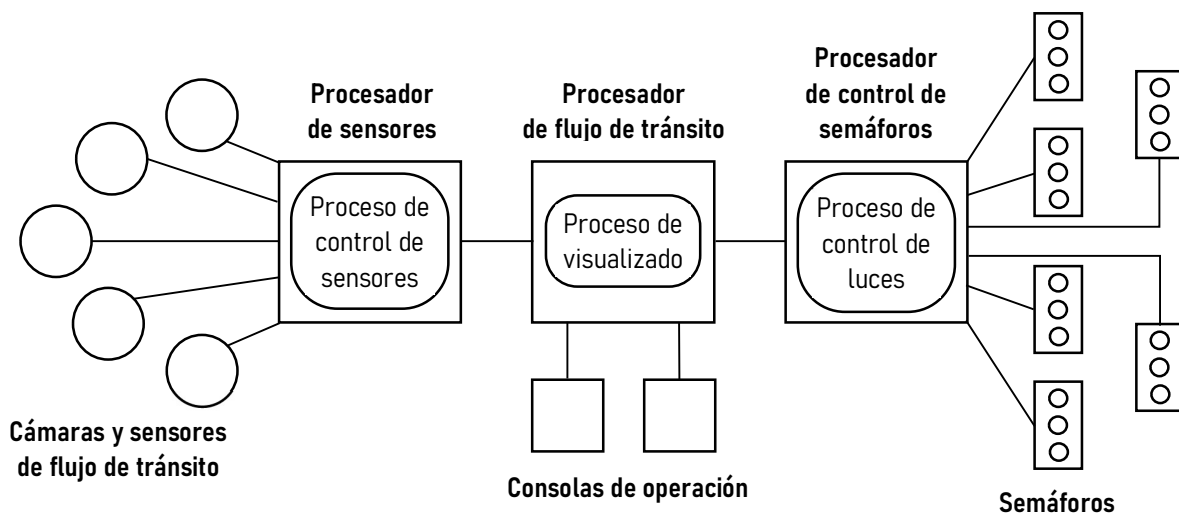 Procesador
de sensores
Procesador
de flujo de tránsito
Procesador
de control de
semáforos
Proceso de
control de
sensores
Proceso de
visualizado
Proceso de
control de
luces
Cámaras y sensores
de flujo de tránsito
Consolas de operación
Semáforos